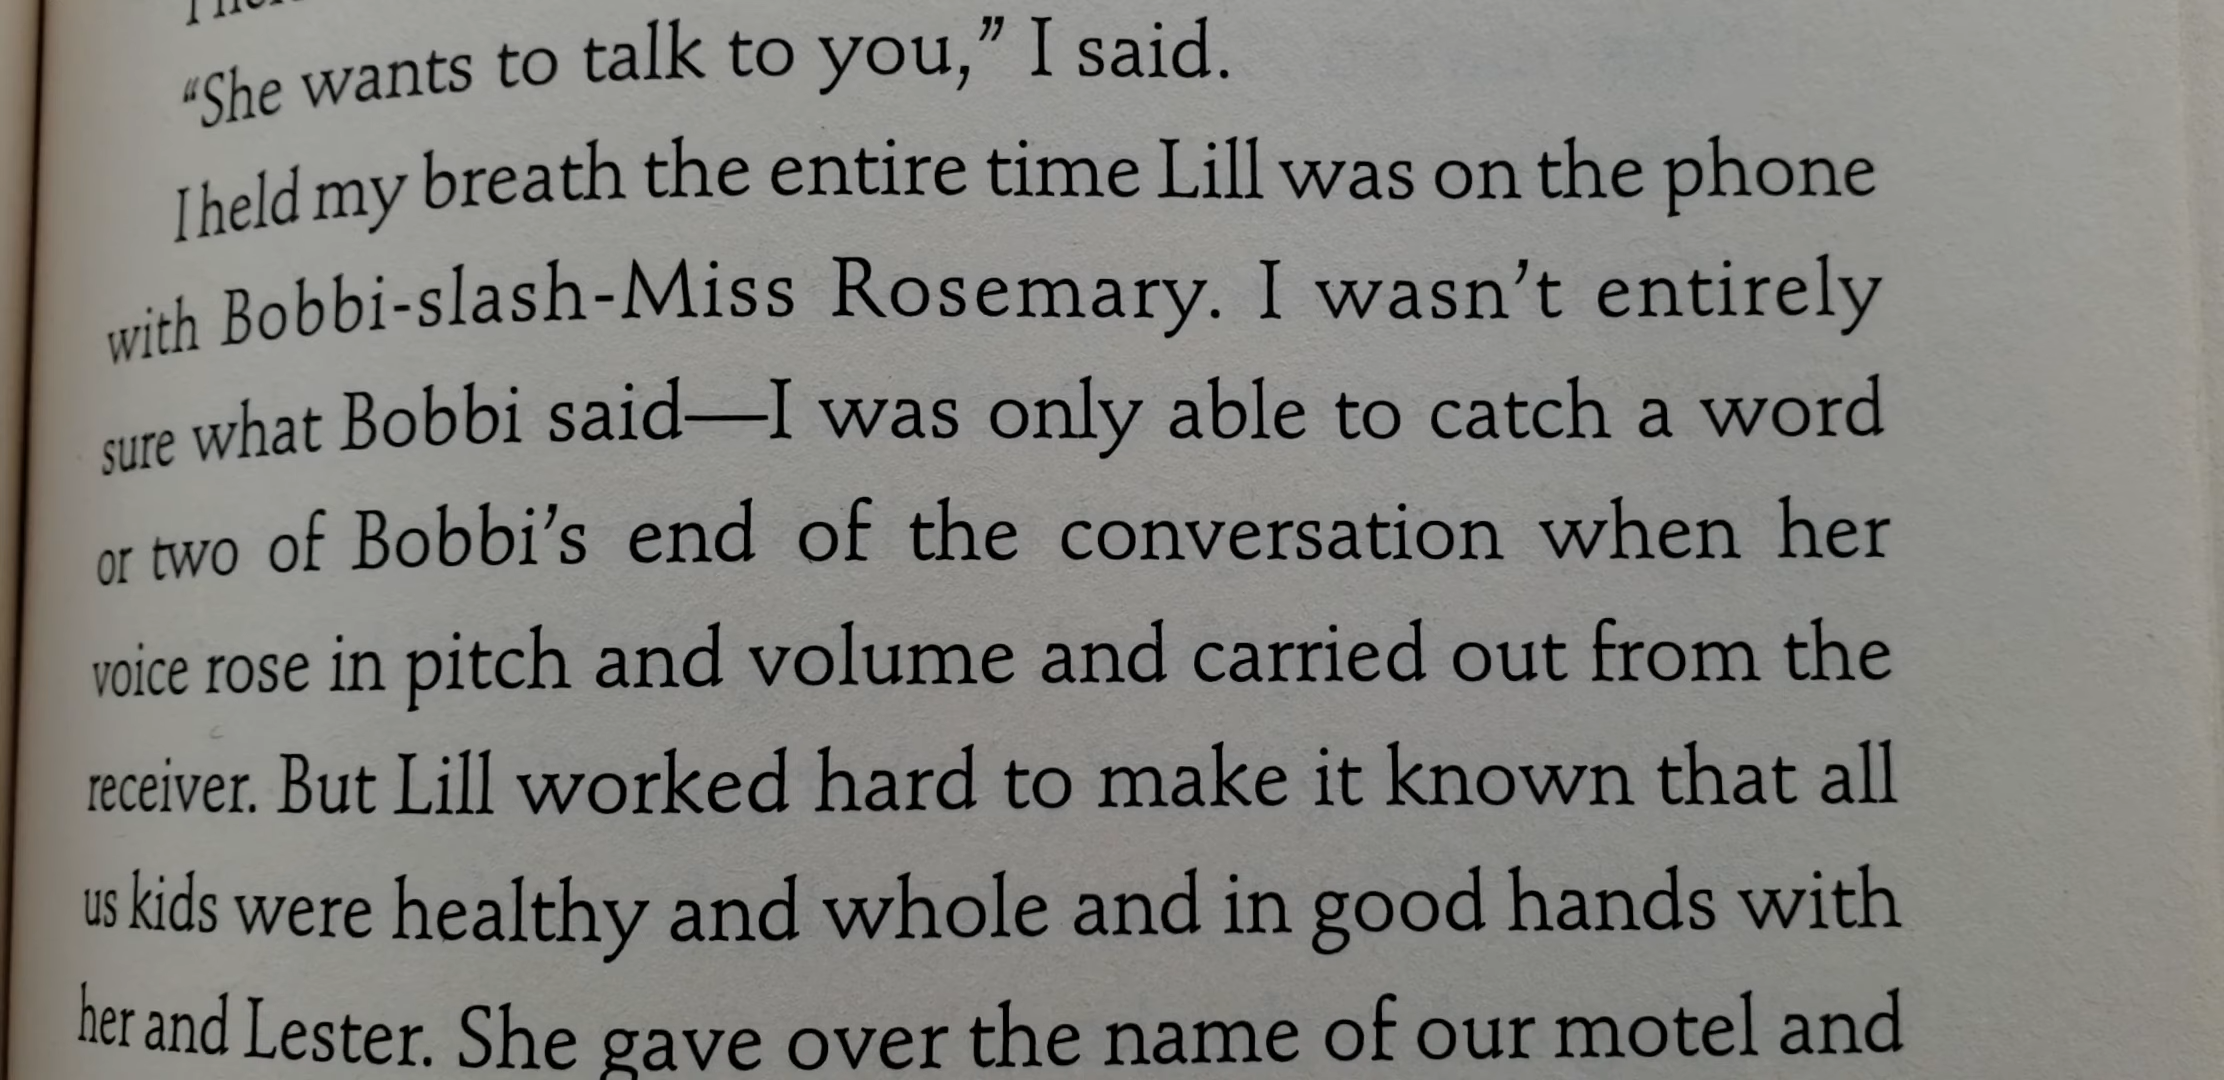 “She wants to talk to you,” I said.
I held my breath the entire time Lill was on the phone
with Bobbi-slash-Miss Rosemary. I wasn’t entirely
sure what Bobbi said—I was only able to catch a word
or two of Bobbi’s end of the conversation when her
voice rose in pitch and volume and carried out from the
receiver. But Lill worked hard to make it known that all
us kids were healthy and whole and in good hands with
her and Lester. She gave over the name of our motel and